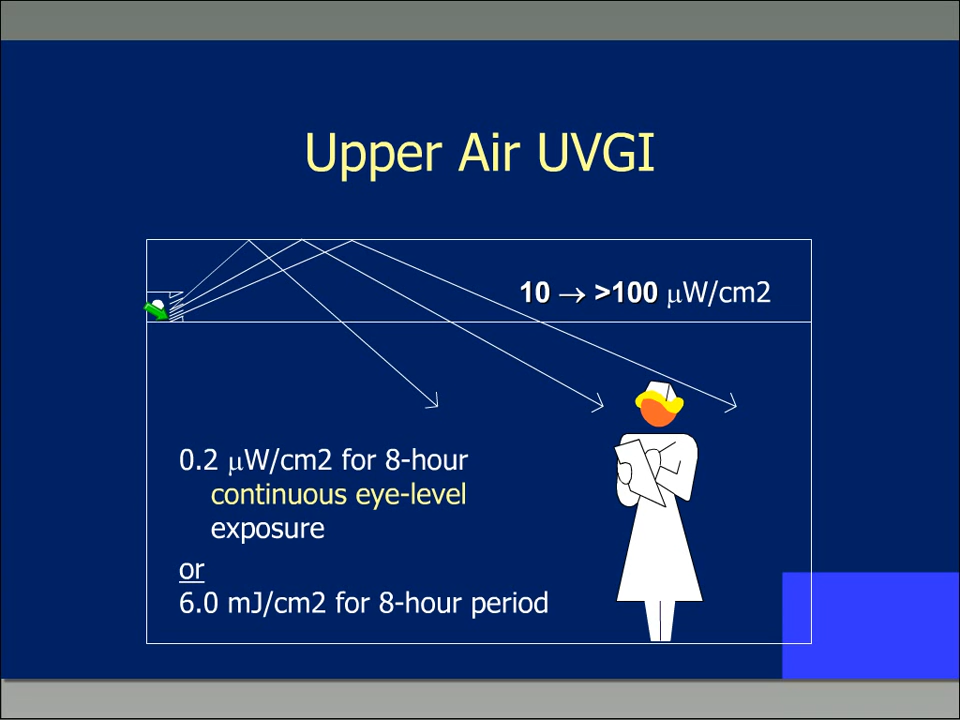 Upper Air UVGI
10 → >100 μW/cm2
0.2 μW/cm2 for 8-hour
continuous eye-level
exposure
or
6.0 mJ/cm2 for 8-hour period